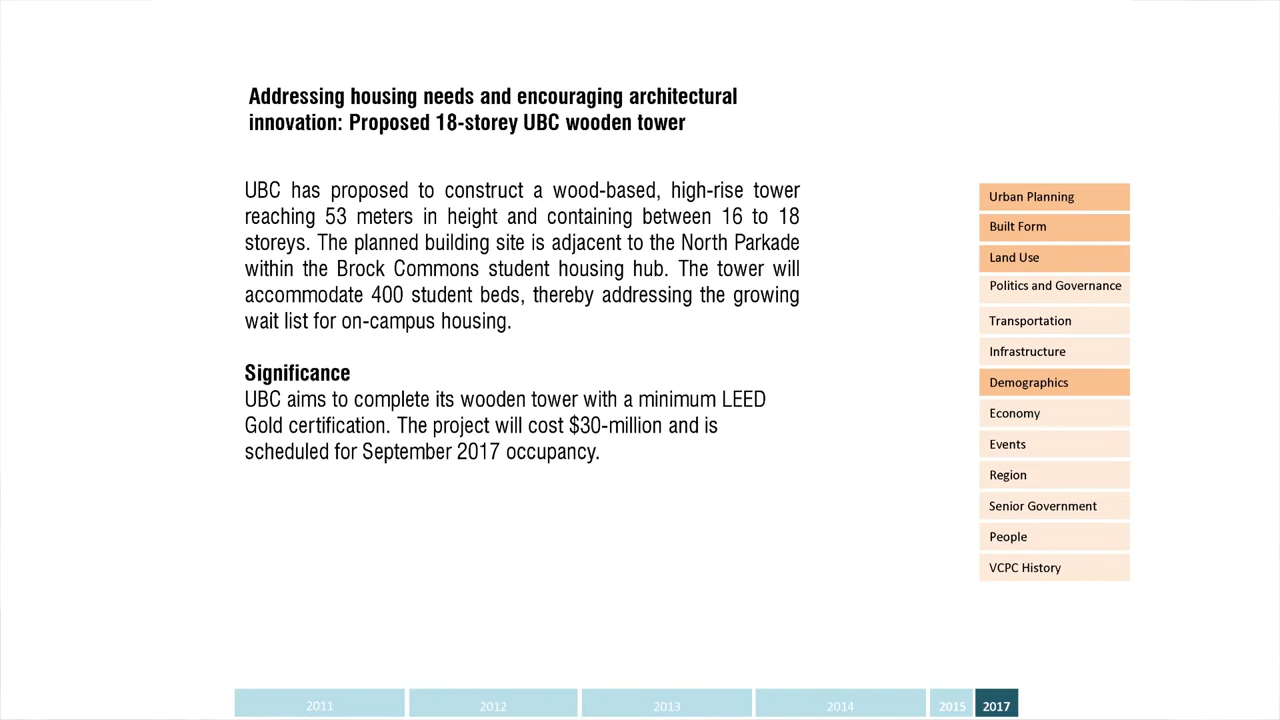 Addressing housing needs and encouraging architectural
innovation: Proposed 18-storey UBC wooden tower
UBC has proposed to construct a wood-based, high-rise tower
reaching 53 meters in height and containing between 16 to 18
storeys. The planned building site is adjacent to the North Parkade
within the Brock Commons student housing hub. The tower will
accommodate 400 student beds, thereby addressing the growing
wait list for on-campus housing.
Significance
UBC aims to complete its wooden tower with a minimum LEED
Gold certification. The project will cost $30-million and is
scheduled for September 2017 occupancy.
Urban Planning
Built Form
Land Use
Politics and Governance
Transportation
Infrastructure
Demographics
Economy
Events
Region
Senior Government
People
VCPC History
2011 2012 2013 2014 2015 2017